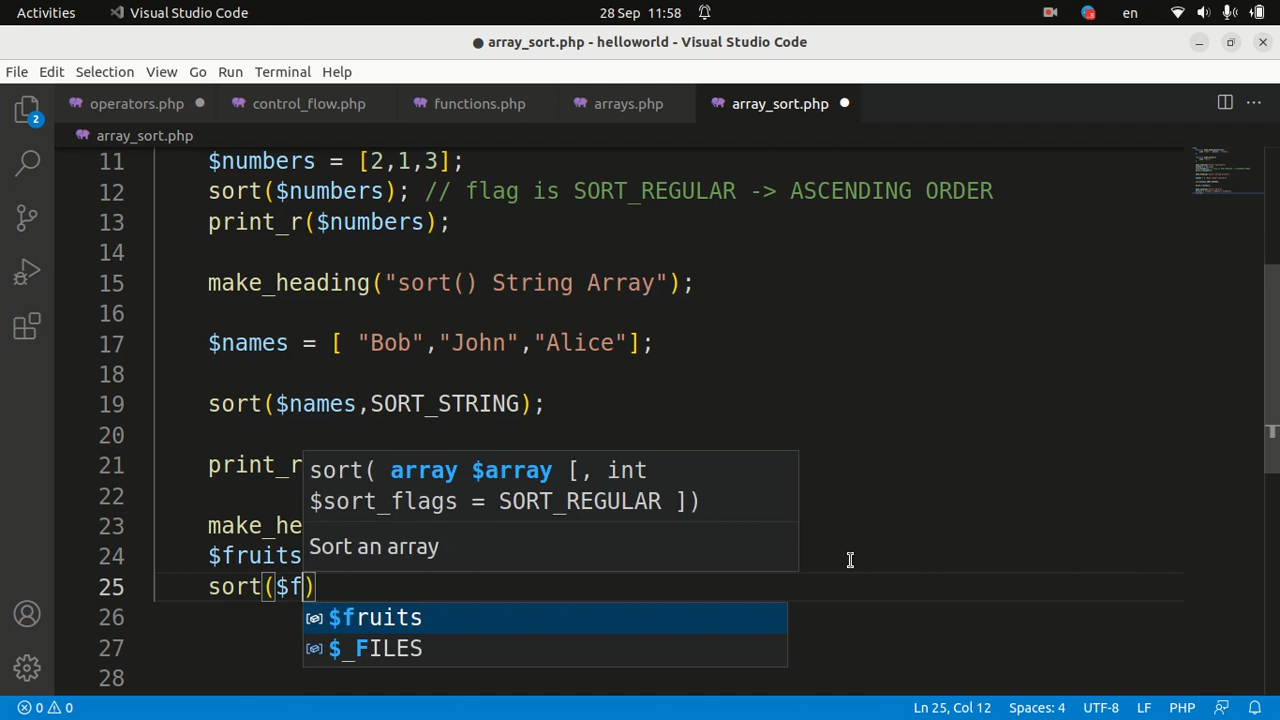 Activities Visual Studio Code 28 Sep 11:58 en
● array_sort.php - helloworld - Visual Studio Code
File Edit Selection View Go Run Terminal Help
operators.php control_flow.php functions.php arrays.php array_sort.php
array_sort.php
11 $numbers = [2,1,3];
12 sort($numbers); // flag is SORT_REGULAR -> ASCENDING ORDER
13 print_r($numbers);
14
15 make_heading("sort() String Array");
16
17 $names = [ "Bob","John","Alice"];
18
19 sort($names,SORT_STRING);
20
21 print_r
22
23 make_he
24 $fruits
25 sort($f)
26
27
28
sort( array $array [, int
$sort_flags = SORT_REGULAR ])
Sort an array
$fruits
$_FILES
2
0 0 Ln 25, Col 12 Spaces: 4 UTF-8 LF PHP